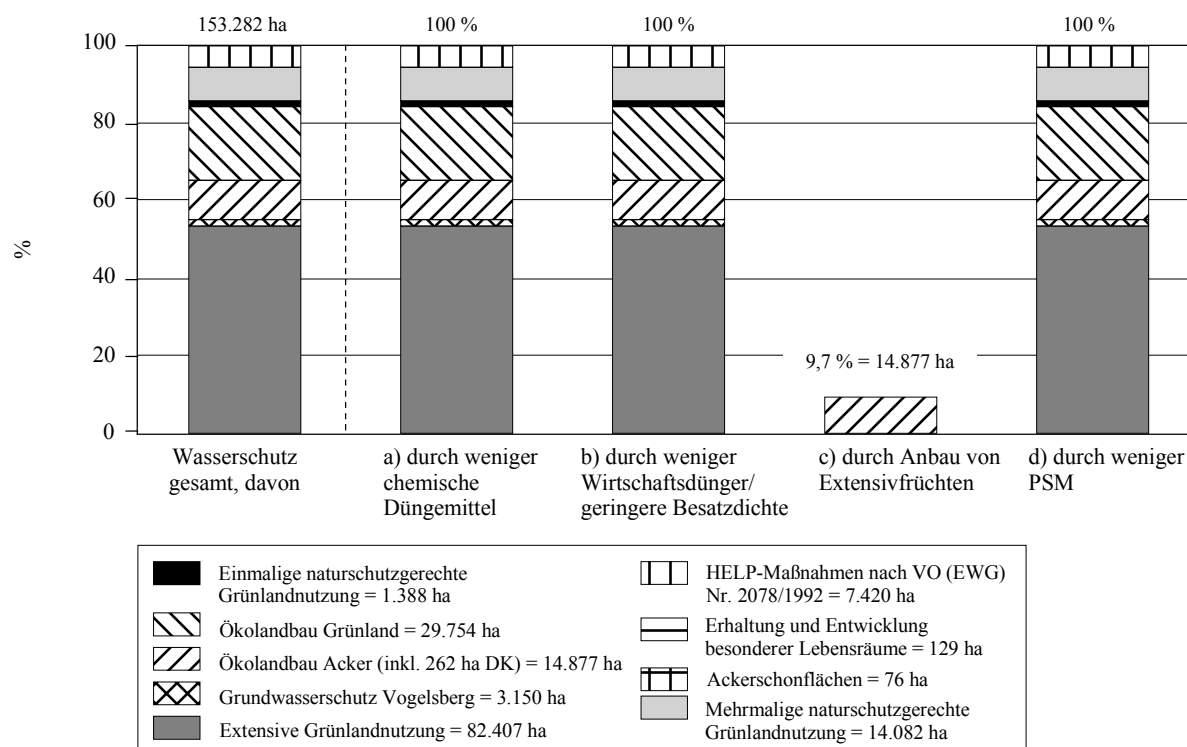 153.282 ha
100 %
100 %
100 %
100
80
60
40
20
0
%
9,7 % = 14.877 ha
Wasserschutz
gesamt, davon
a) durch weniger
chemische
Düngemittel
b) durch weniger
Wirtschaftsdünger/
geringere Besatzdichte
c) durch Anbau von
Extensivfrüchten
d) durch weniger
PSM
Einmalige naturschutzgerechte
Grünlandnutzung = 1.388 ha
Ökolandbau Grünland = 29.754 ha
Ökolandbau Acker (inkl. 262 ha DK) = 14.877 ha
Grundwasserschutz Vogelsberg = 3.150 ha
Extensive Grünlandnutzung = 82.407 ha
HELP-Maßnahmen nach VO (EWG)
Nr. 2078/1992 = 7.420 ha
Erhaltung und Entwicklung
besonderer Lebensräume = 129 ha
Ackerschonflächen = 76 ha
Mehrmalige naturschutzgerechte
Grünlandnutzung = 14.082 ha